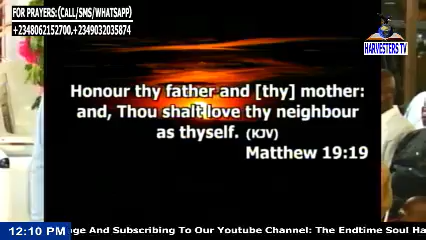 FOR PRAYERS:(CALL/SMS/WHATSAPP)
+2348062152700,+2349032035874
HARVESTERS TV
Honour thy father and [thy] mother:
and, Thou shalt love thy neighbour
as thyself. (KJV)
Matthew 19:19
12:10 PM
ge And Subscribing To Our Youtube Channel: The Endtime Soul Ha